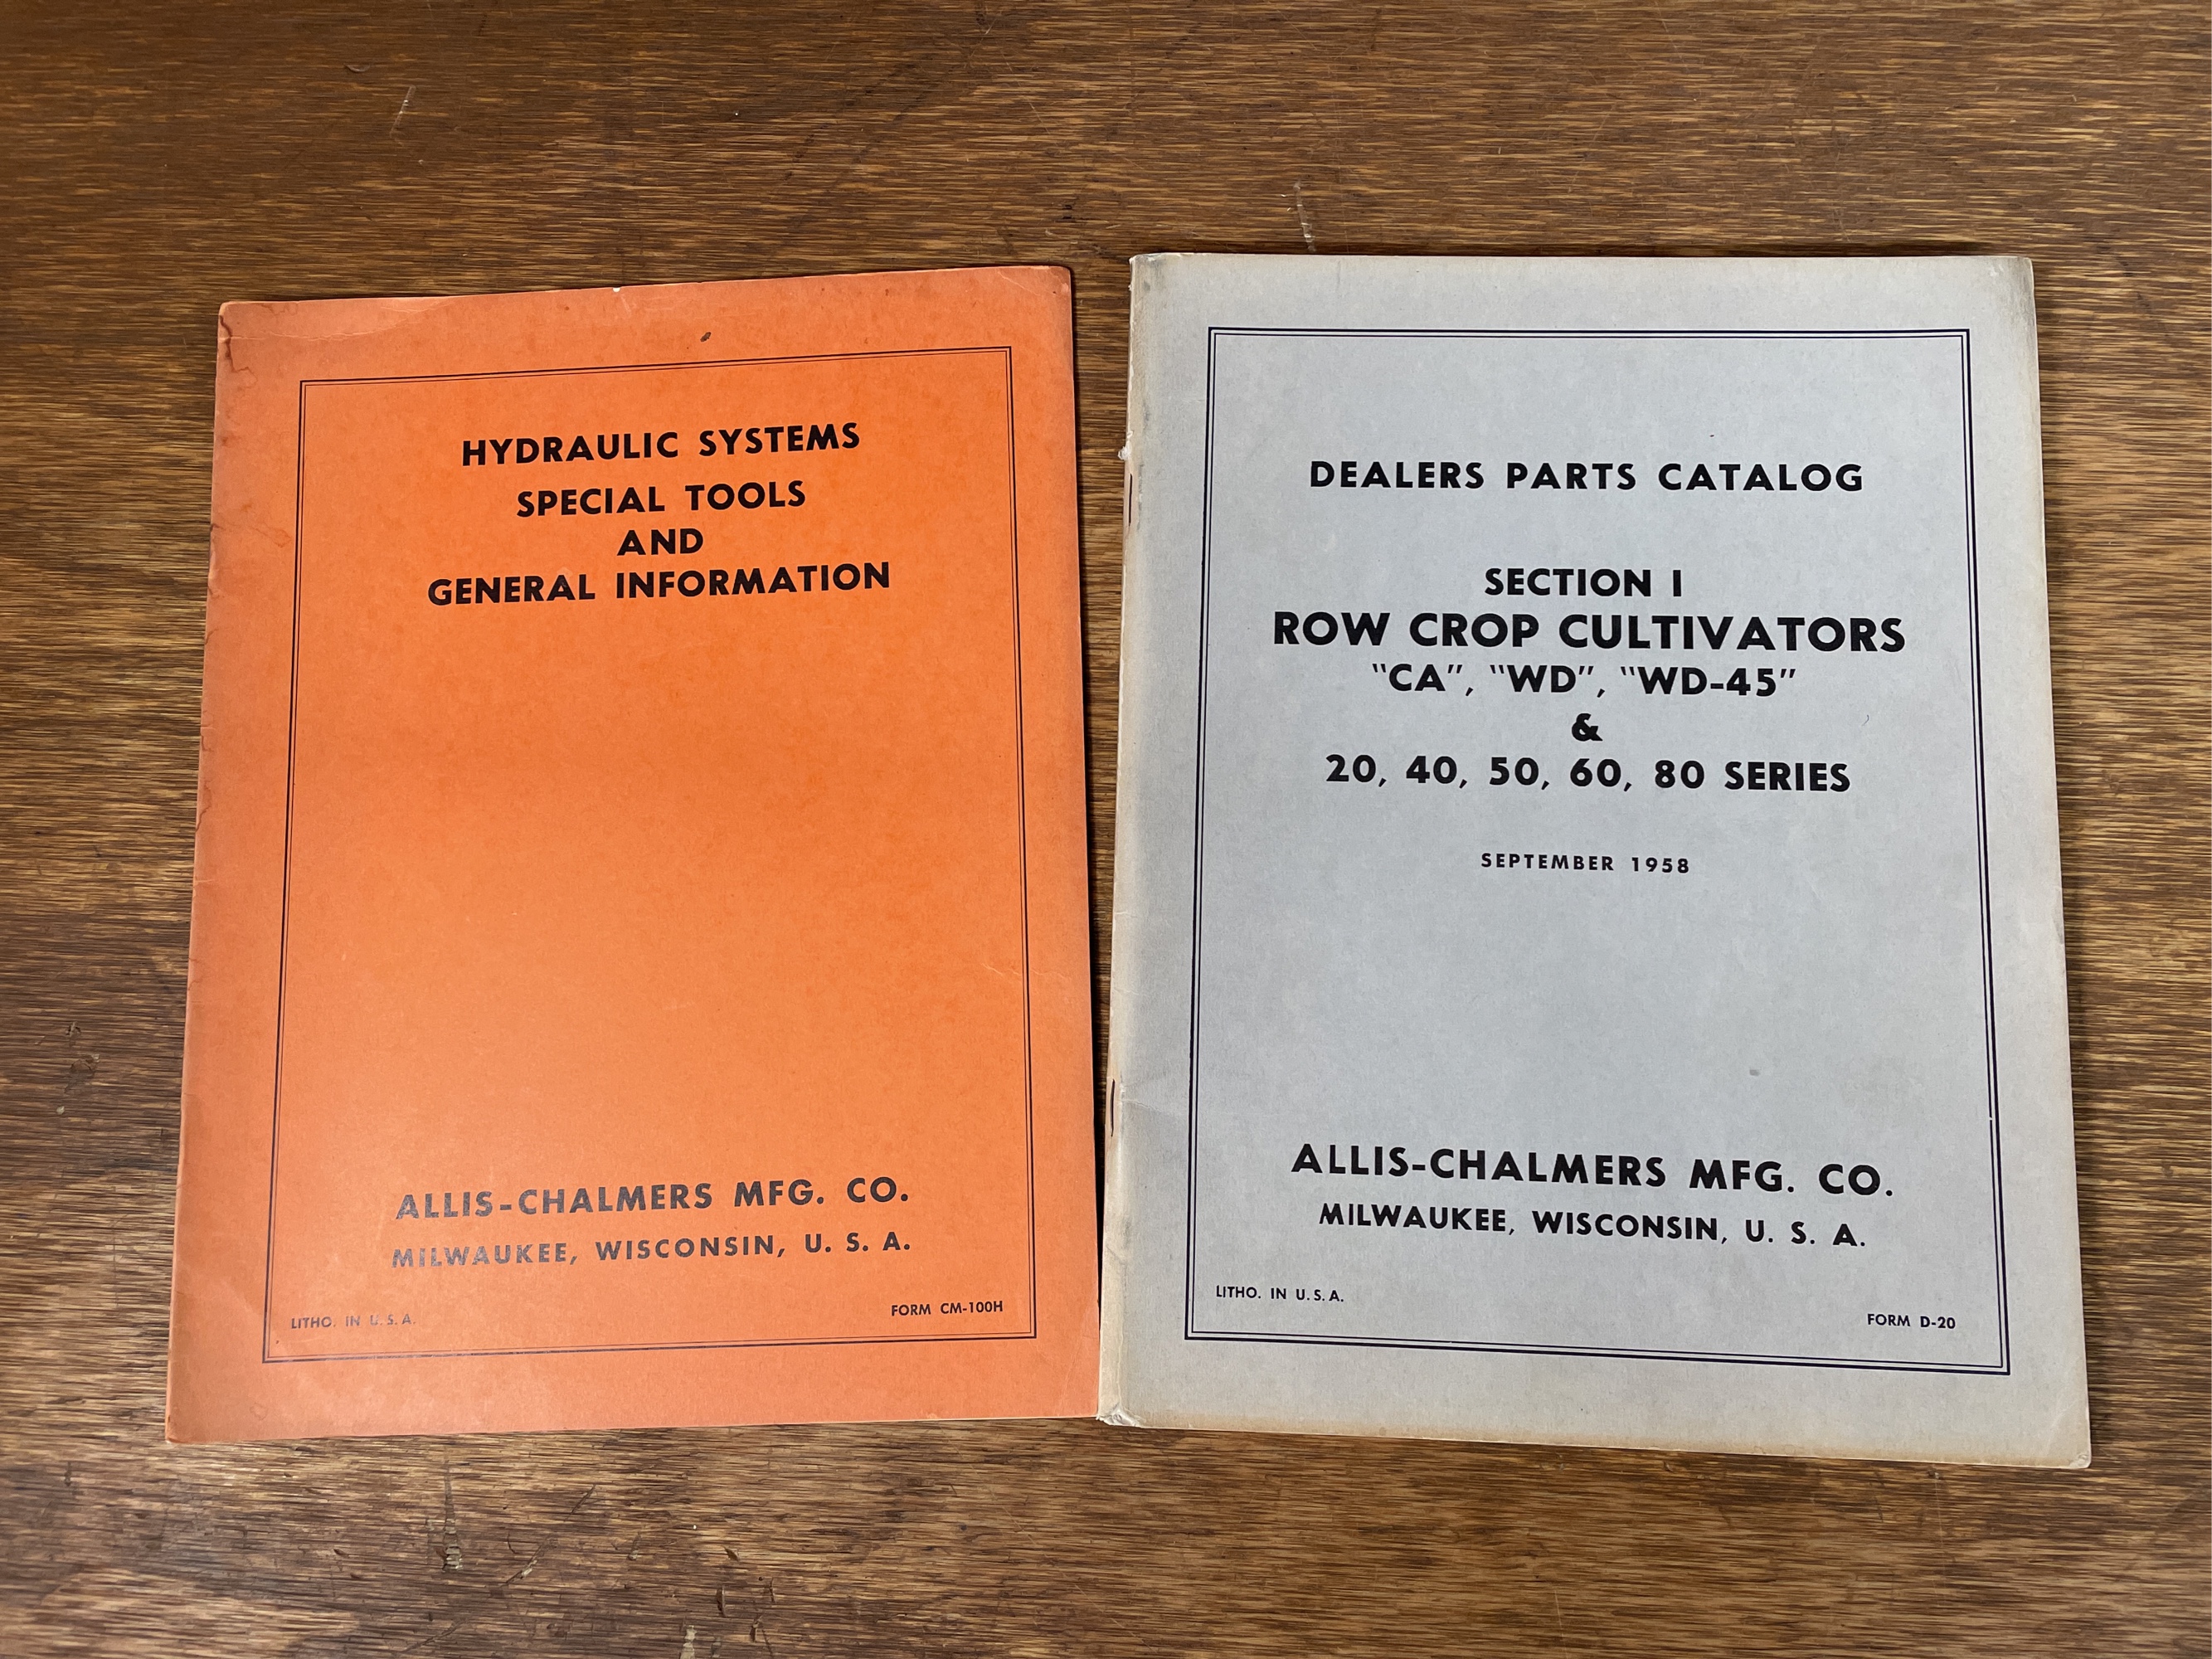 HYDRAULIC SYSTEMS
SPECIAL TOOLS
AND
GENERAL INFORMATION
ALLIS-CHALMERS MFG. CO.
MILWAUKEE, WISCONSIN, U. S. A.
LITHO. IN U. S. A.
FORM CM-100H
DEALERS PARTS CATALOG
SECTION I
ROW CROP CULTIVATORS
"CA", "WD", "WD-45"
&
20, 40, 50, 60, 80 SERIES
SEPTEMBER 1958
ALLIS-CHALMERS MFG. CO.
MILWAUKEE, WISCONSIN, U. S. A.
LITHO. IN U. S. A.
FORM D-20